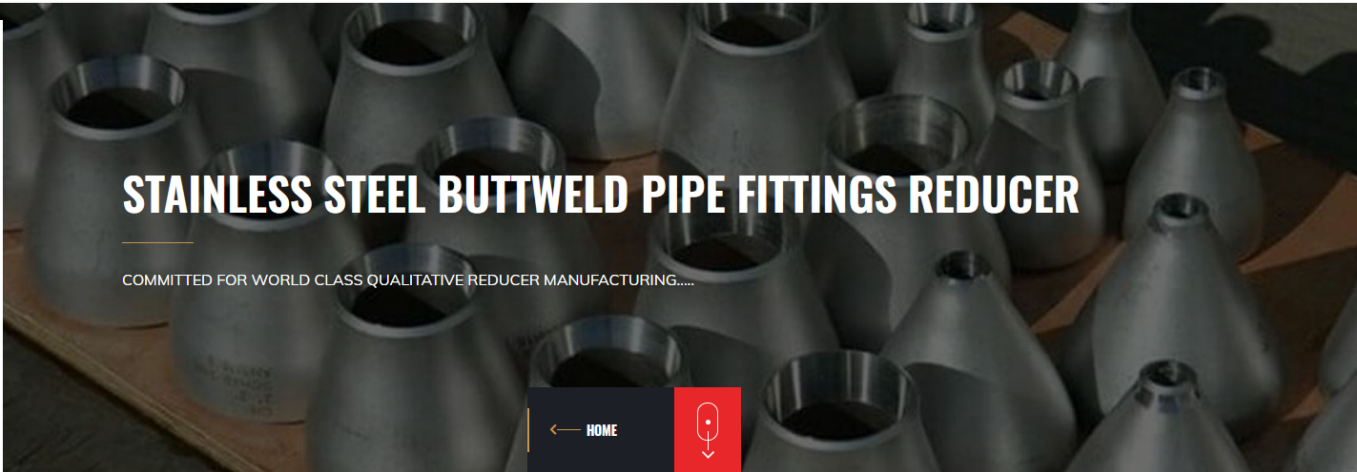 STAINLESS STEEL BUTTWELD PIPE FITTINGS REDUCER
COMMITTED FOR WORLD CLASS QUALITATIVE REDUCER MANUFACTURING.....
HOME